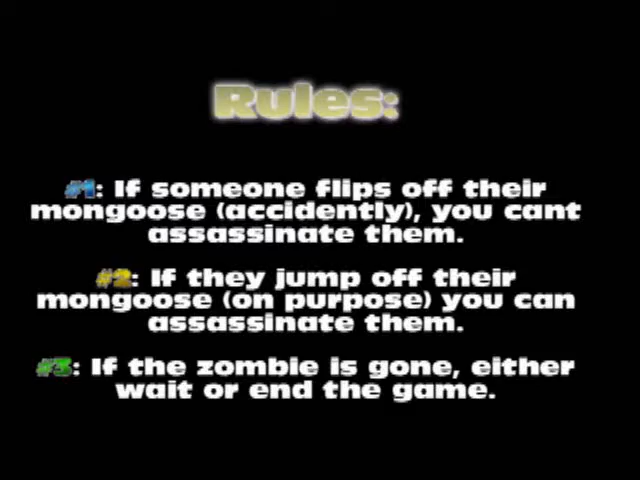 Rules:
#1: If someone flips off their
mongoose (accidently), you cant
assassinate them.
#2: If they jump off their
mongoose (on purpose) you can
assassinate them.
#3: If the zombie is gone, either
wait or end the game.